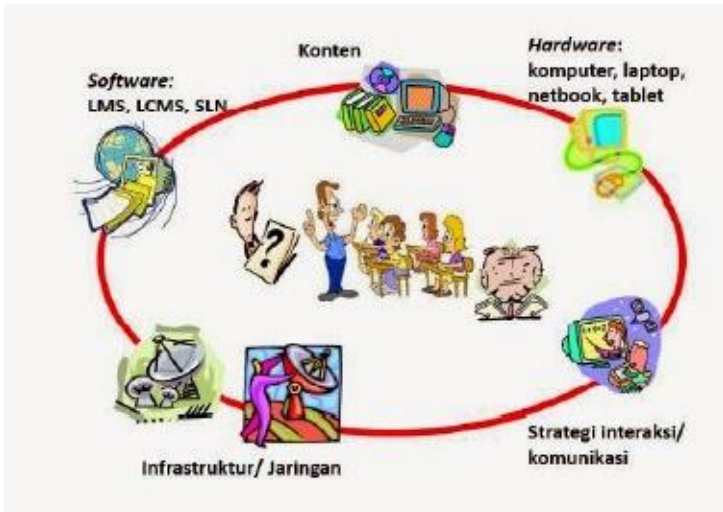 Konten
Hardware:
komputer, laptop,
netbook, tablet
Software:
LMS, LCMS, SLN
?
Strategi interaksi/
komunikasi
Infrastruktur/ Jaringan